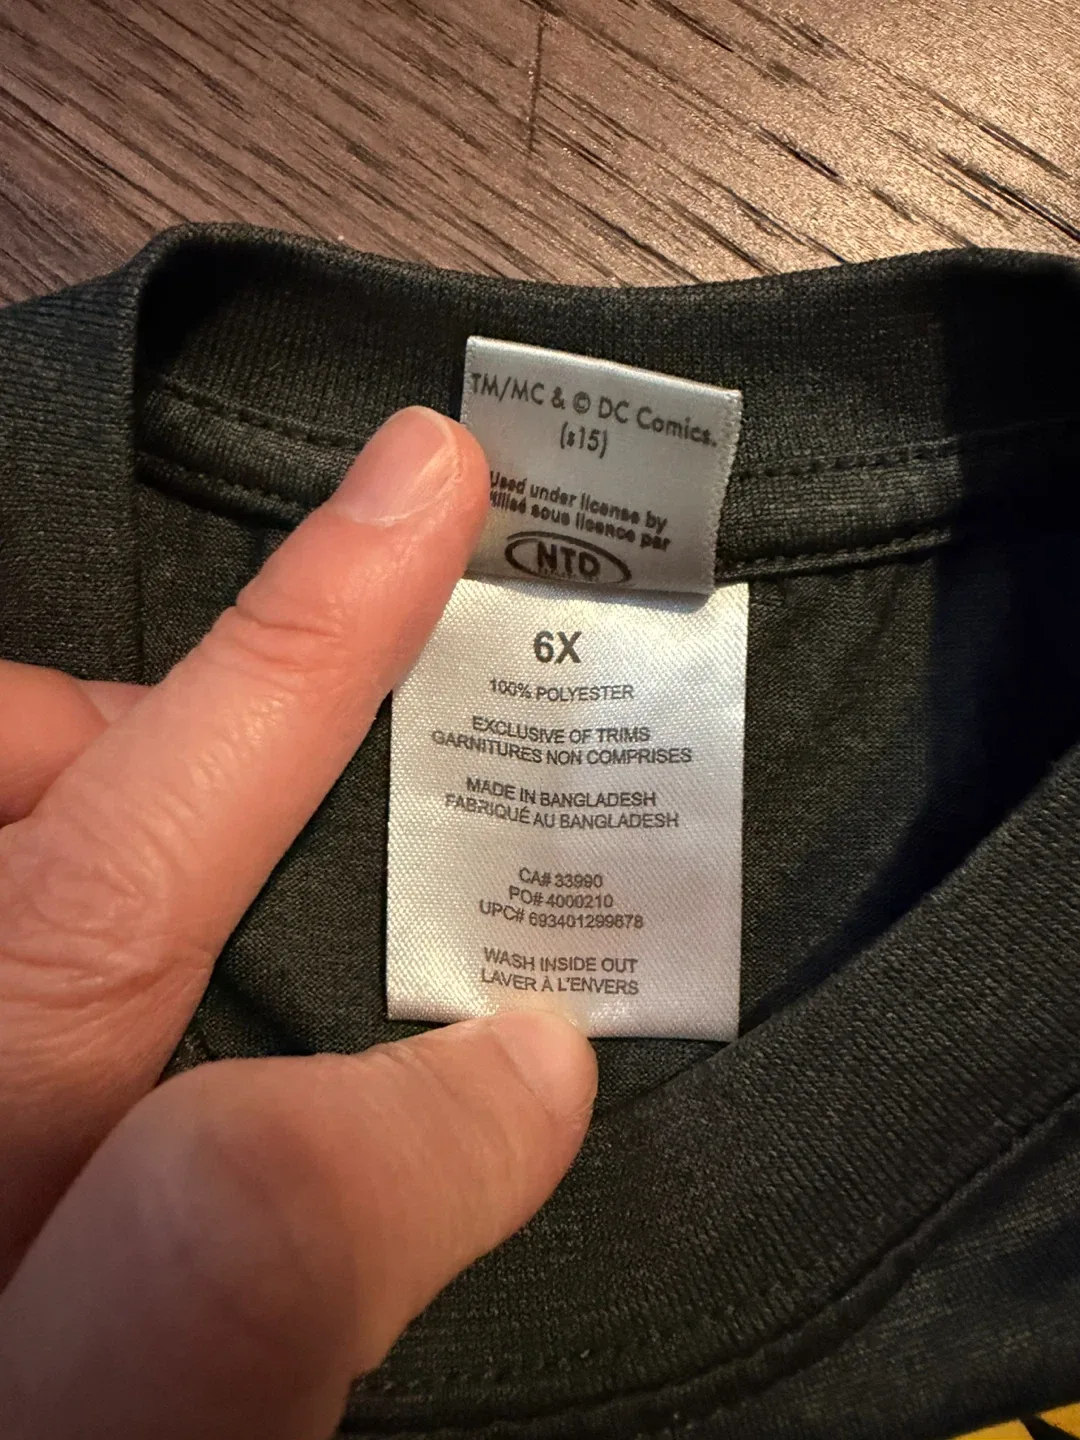 TM/MC & © DC Comics.
(s15)
Used under license by
utilisé sous licence par
NTD
6X
100% POLYESTER
EXCLUSIVE OF TRIMS
GARNITURES NON COMPRISES
MADE IN BANGLADESH
FABRIQUÉ AU BANGLADESH
CA# 33990
PO# 4000210
UPC# 693401299878
WASH INSIDE OUT
LAVER À L'ENVERS